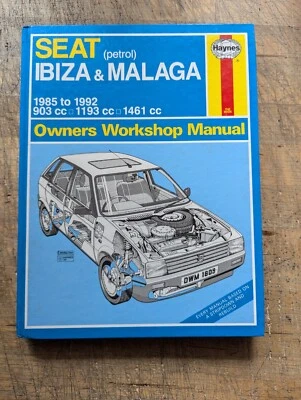 SEAT (petrol)
IBIZA & MALAGA
Haynes
1985 to 1992
903 cc □ 1193 cc □ 1461 cc
Owners Workshop Manual
OWM 1609
EVERY MANUAL BASED ON
A STRIPDOWN AND
REBUILD